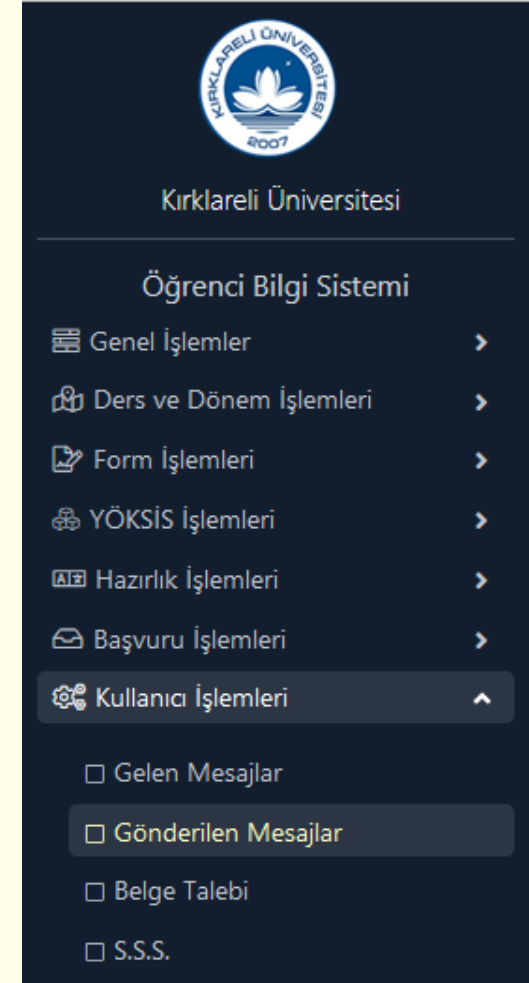 KIRKLARELİ ÜNİVERSİTESİ
2007
Kırklareli Üniversitesi
Öğrenci Bilgi Sistemi
Genel İşlemler
Ders ve Dönem İşlemleri
Form İşlemleri
YÖKSİS İşlemleri
Hazırlık İşlemleri
Başvuru İşlemleri
Kullanıcı İşlemleri
Gelen Mesajlar
Gönderilen Mesajlar
Belge Talebi
S.S.S.